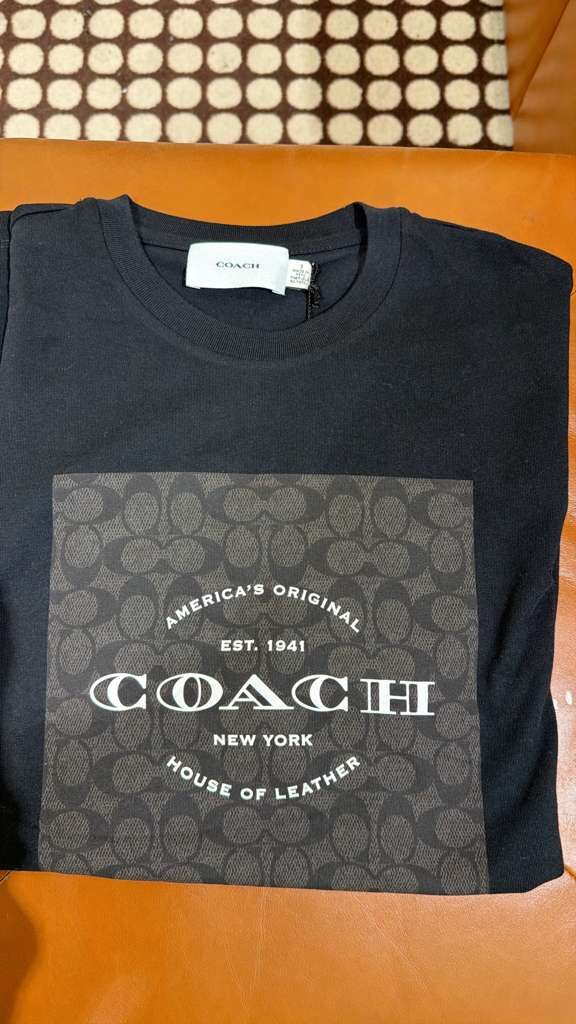 COACH
AMERICA'S ORIGINAL
EST. 1941
COACH
NEW YORK
HOUSE OF LEATHER